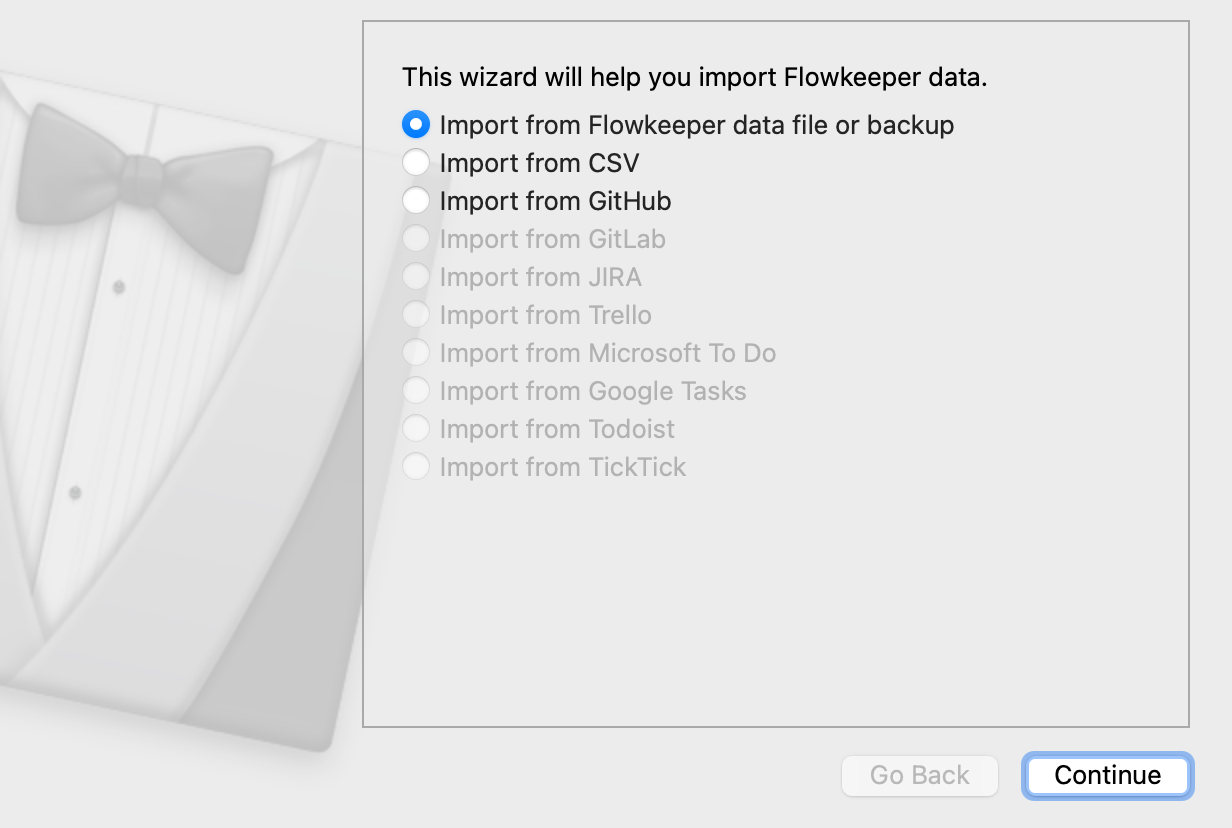 This wizard will help you import Flowkeeper data.
Import from Flowkeeper data file or backup
Import from CSV
Import from GitHub
Import from GitLab
Import from JIRA
Import from Trello
Import from Microsoft To Do
Import from Google Tasks
Import from Todoist
Import from TickTick
Go Back
Continue